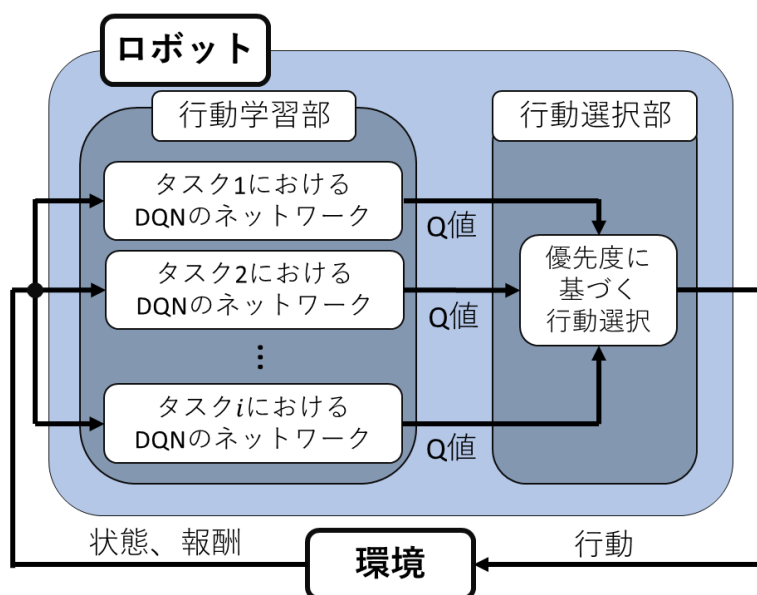 ロボット
行動学習部
行動選択部
タスク1における
DQNのネットワーク
Q値
タスク2における
DQNのネットワーク
Q値
⋮
タスクiにおける
DQNのネットワーク
Q値
優先度に
基づく
行動選択
状態、報酬
環境
行動